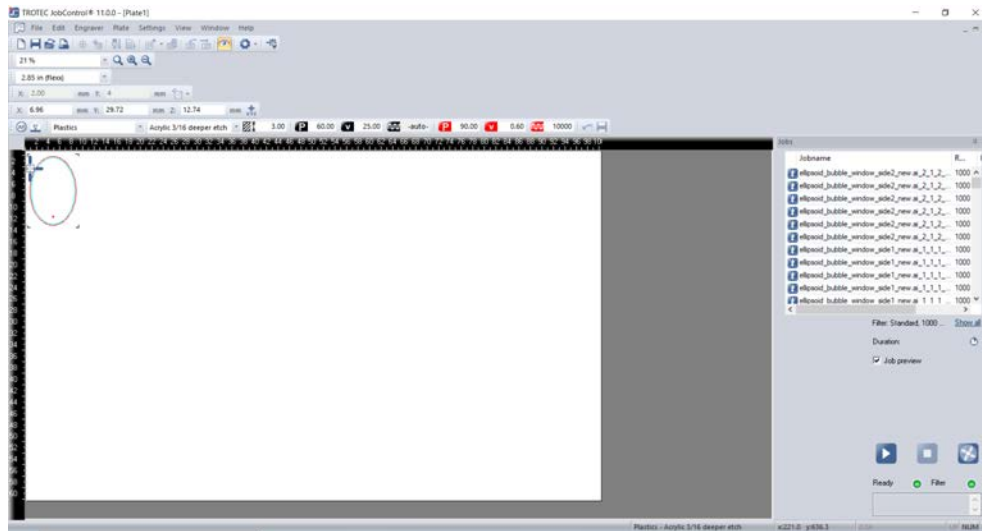 TROTEC JobControl® 11.0.0 - [Plate1]
File Edit Engraver Plate Settings View Window Help
21 %
2.85 in (flexx)
X: 2.00 mm Y: 4 mm
X: 6.96 mm Y: 29.72 mm Z: 12.74 mm
Plastics Acrylic 3/16 deeper etch 3.00 P 60.00 v 25.00 -auto- P 90.00 v 0.60 10000
Jobs
Jobname R...
ellipsoid_bubble_window_side2_new.ai_2_1_2_... 1000
ellipsoid_bubble_window_side2_new.ai_2_1_2_... 1000
ellipsoid_bubble_window_side2_new.ai_2_1_2_... 1000
ellipsoid_bubble_window_side2_new.ai_2_1_2_... 1000
ellipsoid_bubble_window_side2_new.ai_2_1_2_... 1000
ellipsoid_bubble_window_side2_new.ai_2_1_2_... 1000
ellipsoid_bubble_window_side1_new.ai_1_1_1_... 1000
ellipsoid_bubble_window_side1_new.ai_1_1_1_... 1000
ellipsoid_bubble_window_side1_new.ai_1_1_1_... 1000
ellipsoid_bubble_window_side1_new.ai_1_1_1_... 1000
ellipsoid_bubble_window_side1_new.ai_1_1_1_... 1000
Filter: Standard, 1000 ... Show all
Duration:
Job preview
Ready Filter
Plastics - Acrylic 3/16 deeper etch x:221.0 y:636.3 NUM